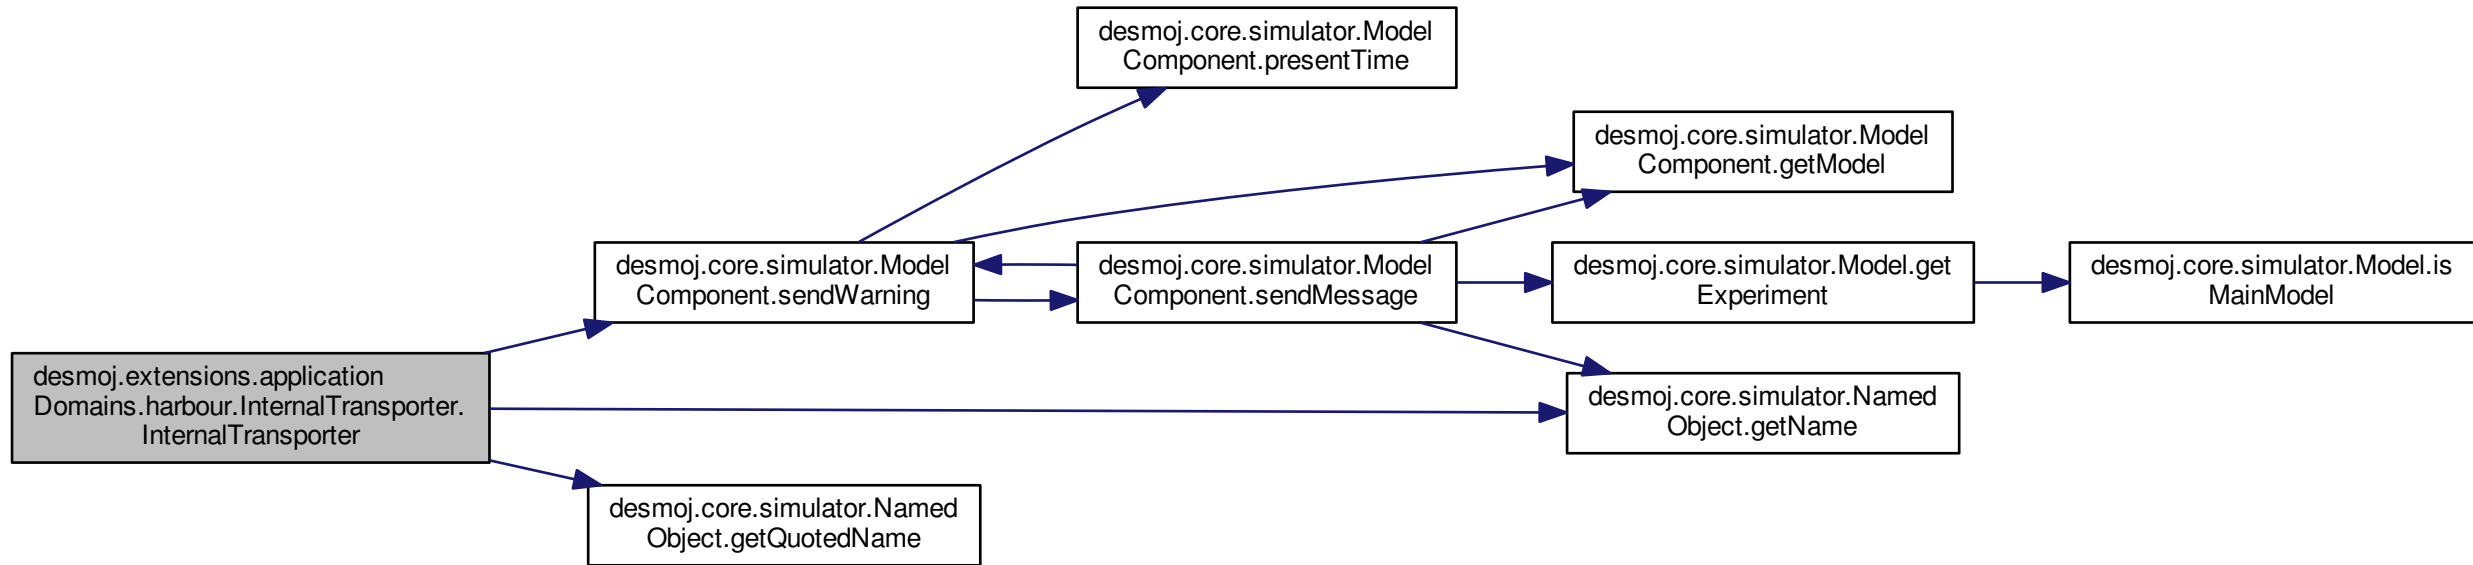 desmoj.core.simulator.Model
Component.presentTime
desmoj.core.simulator.Model
Component.getModel
desmoj.core.simulator.Model
Component.sendWarning
desmoj.core.simulator.Model
Component.sendMessage
desmoj.core.simulator.Model.get
Experiment
desmoj.core.simulator.Model.is
MainModel
desmoj.extensions.application
Domains.harbour.InternalTransporter.
InternalTransporter
desmoj.core.simulator.Named
Object.getName
desmoj.core.simulator.Named
Object.getQuotedName